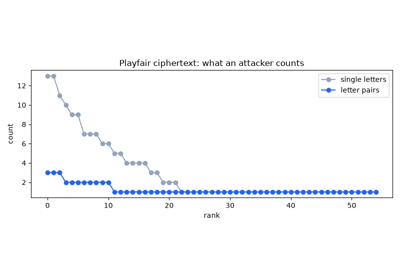 Playfair ciphertext: what an attacker counts
single letters
letter pairs
count
12
10
8
6
4
2
0 10 20 30 40 50
rank